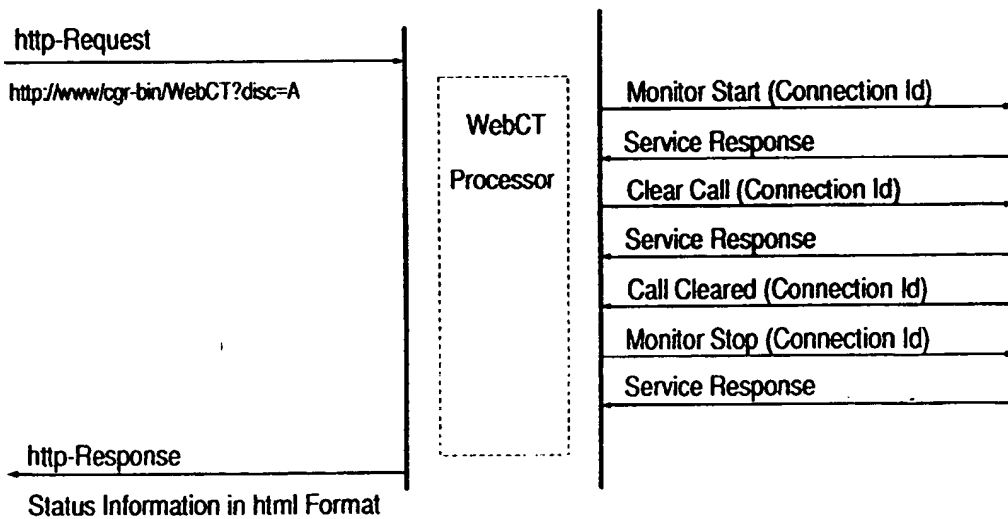 http-Request
http://www/cgr-bin/WebCT?disc=A
WebCT
Processor
Monitor Start (Connection Id)
Service Response
Clear Call (Connection Id)
Service Response
Call Cleared (Connection Id)
Monitor Stop (Connection Id)
Service Response
http-Response
Status Information in html Format